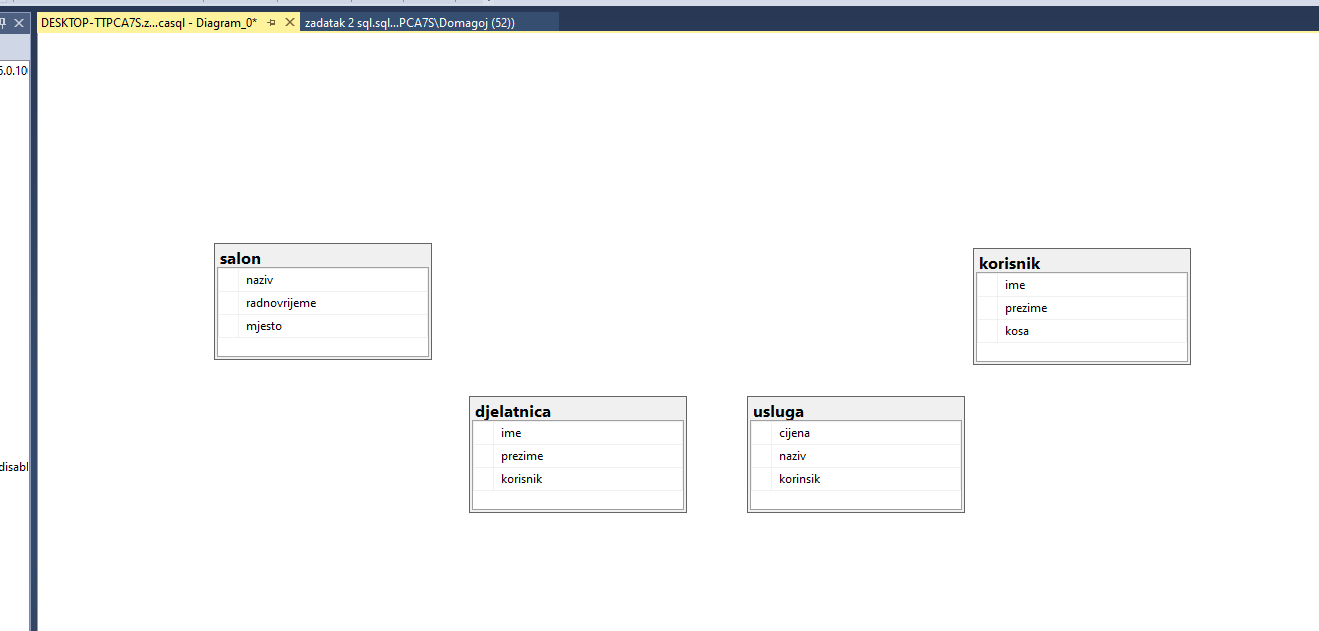 DESKTOP-TTPCA7S.z...casql - Diagram_0*
zadatak 2 sql.sql...PCA7S\Domagoj (52))
6.0.10
disabl
salon
naziv
radnovrijeme
mjesto
korisnik
ime
prezime
kosa
djelatnica
ime
prezime
korisnik
usluga
cijena
naziv
korinsik